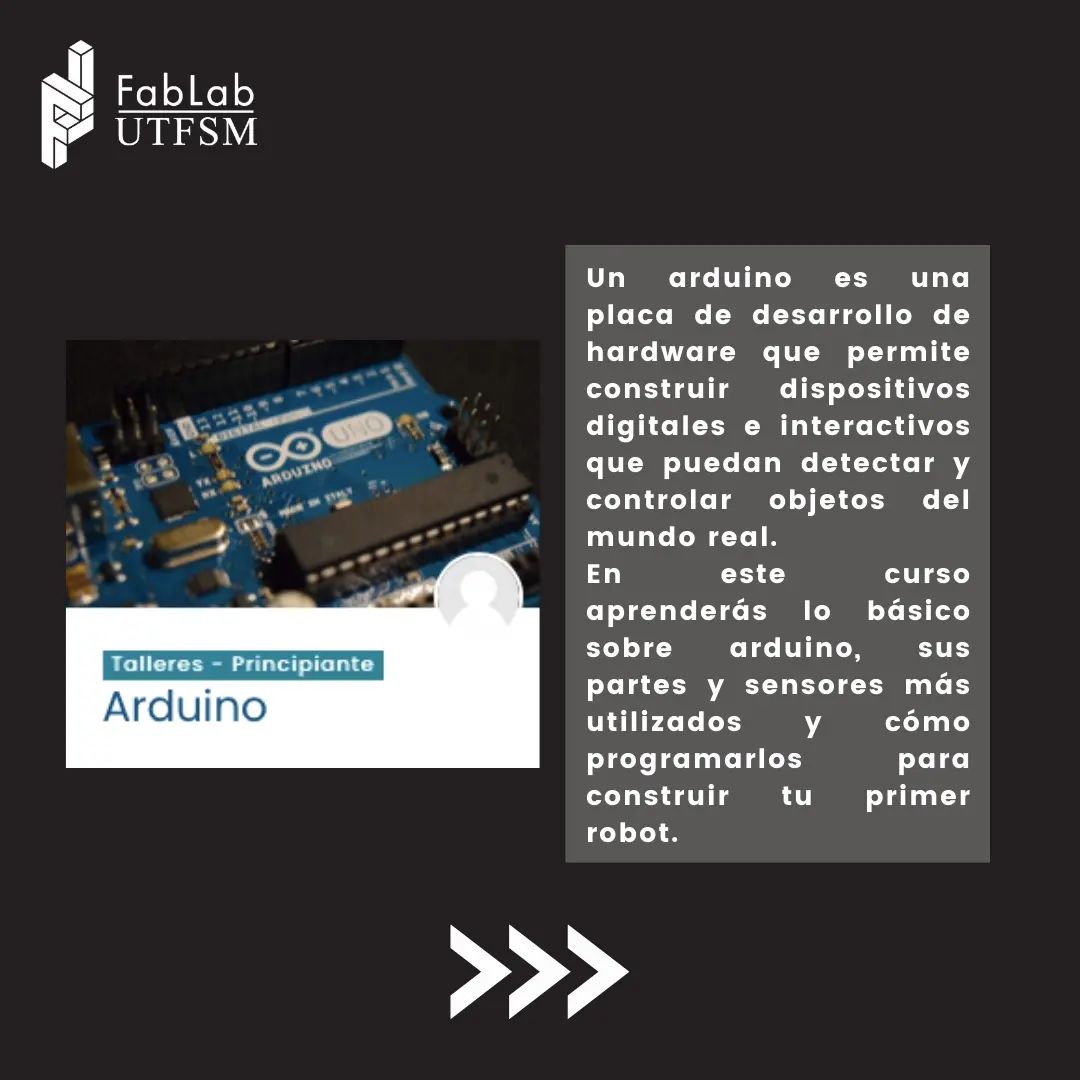 FabLab
UTFSM
Un arduino es una
placa de desarrollo de
hardware que permite
construir dispositivos
digitales e interactivos
que puedan detectar y
controlar objetos del
mundo real.
En este curso
aprenderás lo básico
sobre arduino, sus
partes y sensores más
utilizados y cómo
programarlos para
construir tu primer
robot.
UNO
ARDUINO
MADE IN ITALY
TX
RX
Talleres - Principiante
Arduino